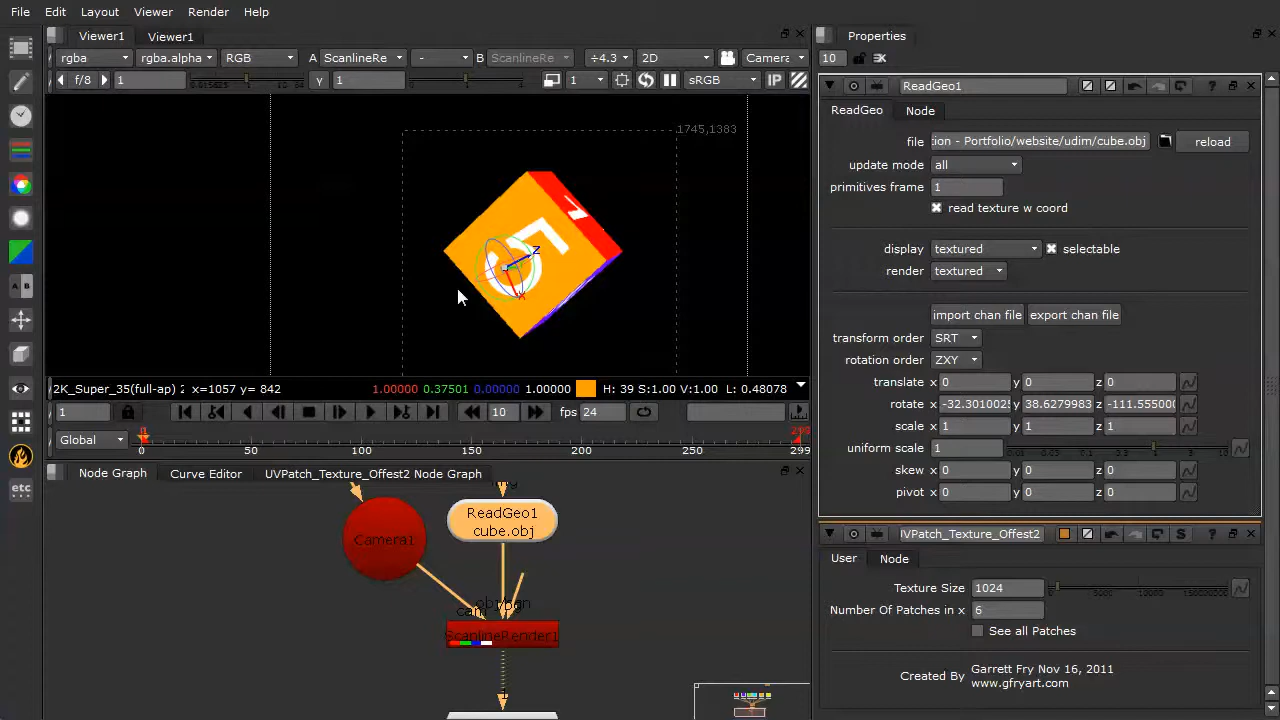 File Edit Layout Viewer Render Help
Viewer1 Viewer1
rgba rgba.alpha RGB A ScanlineRe - B ScanlineRe ÷4.3 2D Camera
f/8 1 γ 1 1 sRGB IP
1745,1383
5 1
z
x
2K_Super_35(full-ap) 2 x=1057 y= 842 1.00000 0.37501 0.00000 1.00000 H: 39 S:1.00 V:1.00 L: 0.48078
1 10 fps 24
Global 0 50 100 150 200 250 299
Node Graph Curve Editor UVPatch_Texture_Offest2 Node Graph
Camera1
ReadGeo1
cube.obj
ScanlineRender1
Properties
10
ReadGeo1
ReadGeo Node
file ion - Portfolio/website/udim/cube.obj reload
update mode all
primitives frame 1
read texture w coord
display textured selectable
render textured
import chan file export chan file
transform order SRT
rotation order ZXY
translate x 0 y 0 z 0
rotate x -32.3010025 y 38.6279983 z -111.555000
scale x 1 y 1 z 1
uniform scale 1
skew x 0 y 0 z 0
pivot x 0 y 0 z 0
UVPatch_Texture_Offest2 S
User Node
Texture Size 1024
Number Of Patches in x 6
See all Patches
Created By Garrett Fry Nov 16, 2011
www.gfryart.com